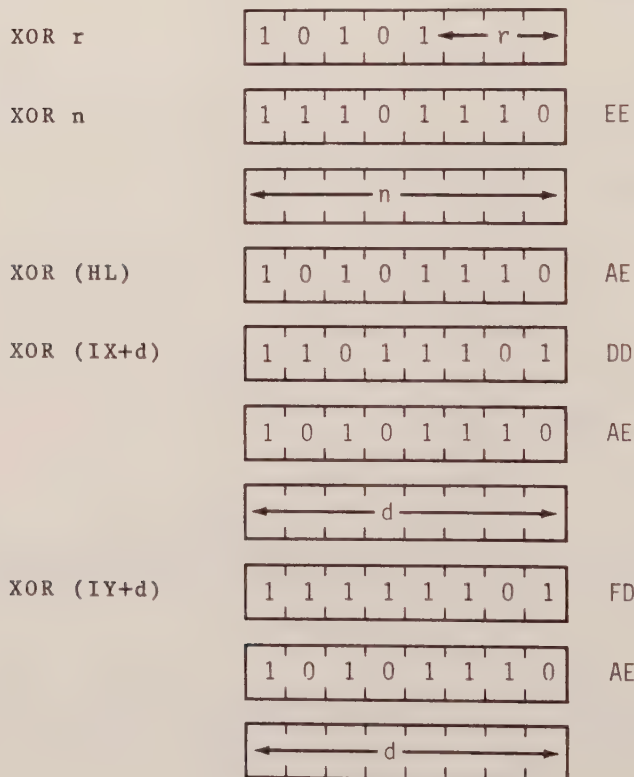 XOR r 1 0 1 0 1 r
XOR n 1 1 1 0 1 1 1 0 EE
n
XOR (HL) 1 0 1 0 1 1 1 0 AE
XOR (IX+d) 1 1 0 1 1 1 0 1 DD
1 0 1 0 1 1 1 0 AE
d
XOR (IY+d) 1 1 1 1 1 1 0 1 FD
1 0 1 0 1 1 1 0 AE
d